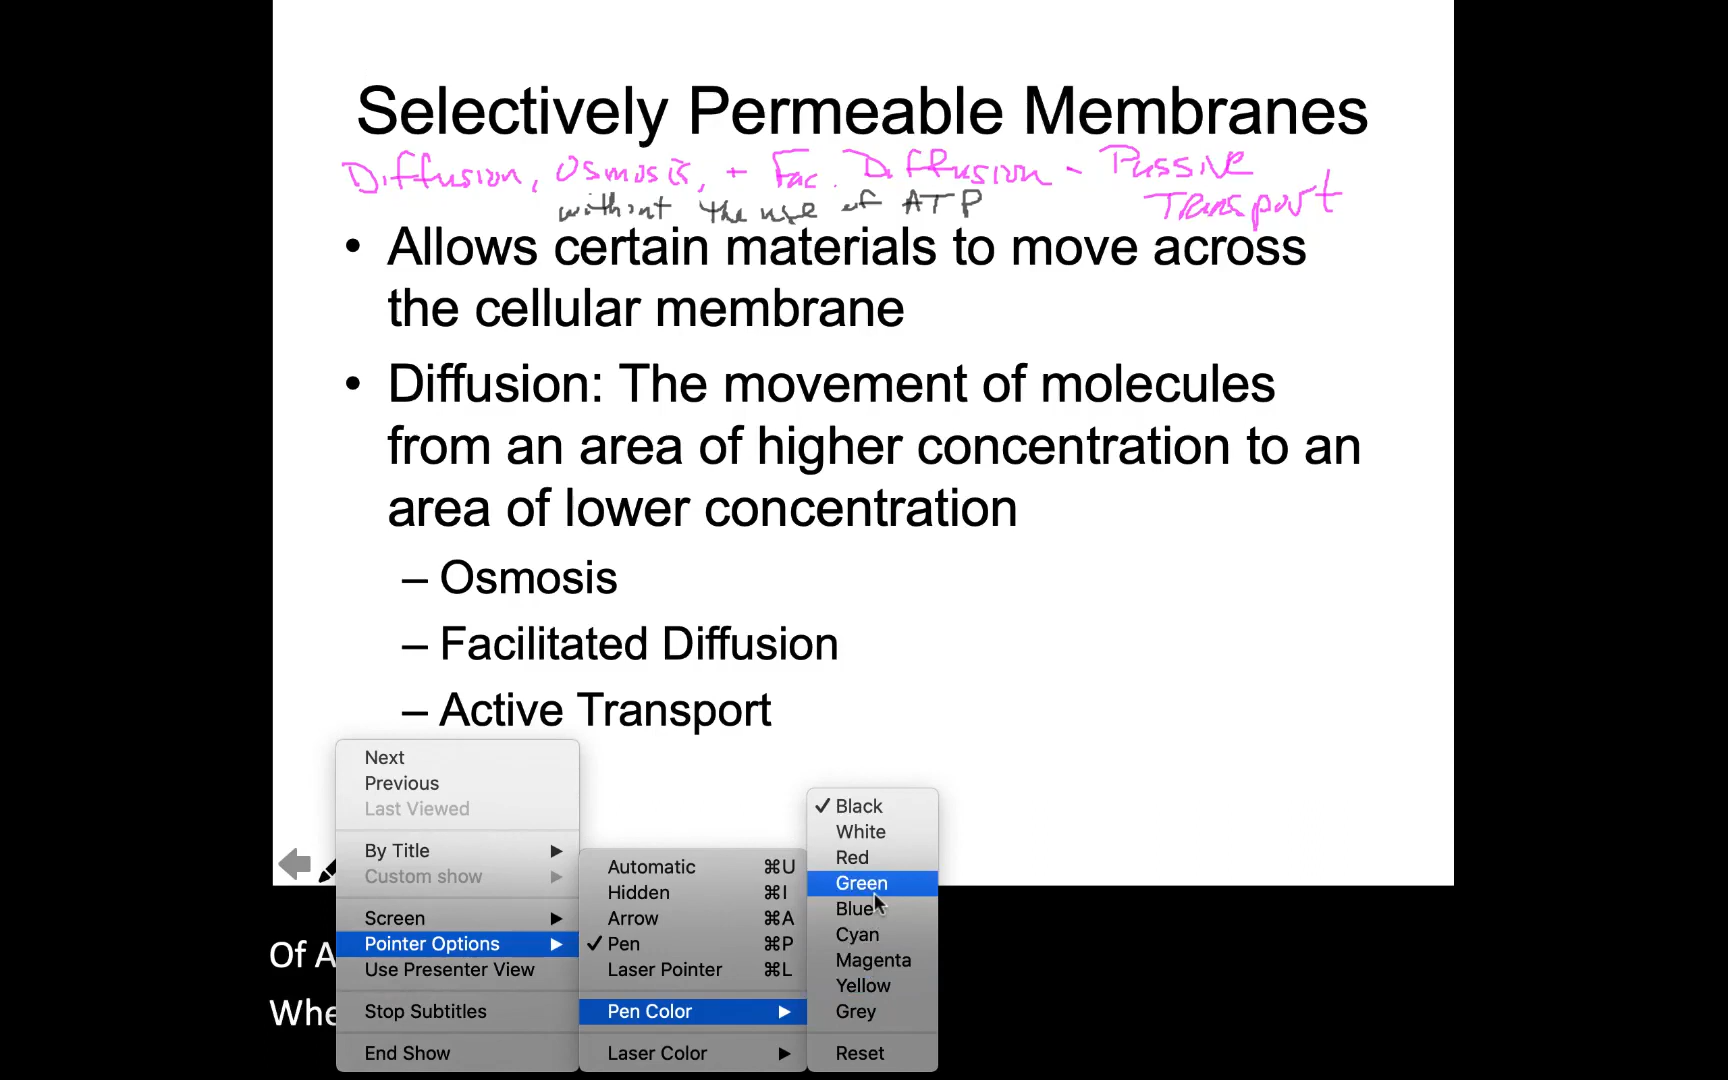 Selectively Permeable Membranes
Diffusion, Osmosis, + Fac. Diffusion - Passive
Transport
without the use of ATP
• Allows certain materials to move across
the cellular membrane
• Diffusion: The movement of molecules
from an area of higher concentration to an
area of lower concentration
– Osmosis
– Facilitated Diffusion
– Active Transport
Next
Previous
Last Viewed
By Title
Custom show
Screen
Pointer Options
Use Presenter View
Stop Subtitles
End Show
Automatic ⌘U
Hidden ⌘I
Arrow ⌘A
✓ Pen ⌘P
Laser Pointer ⌘L
Pen Color
Laser Color
✓ Black
White
Red
Green
Blue
Cyan
Magenta
Yellow
Grey
Reset
Of A
Whe